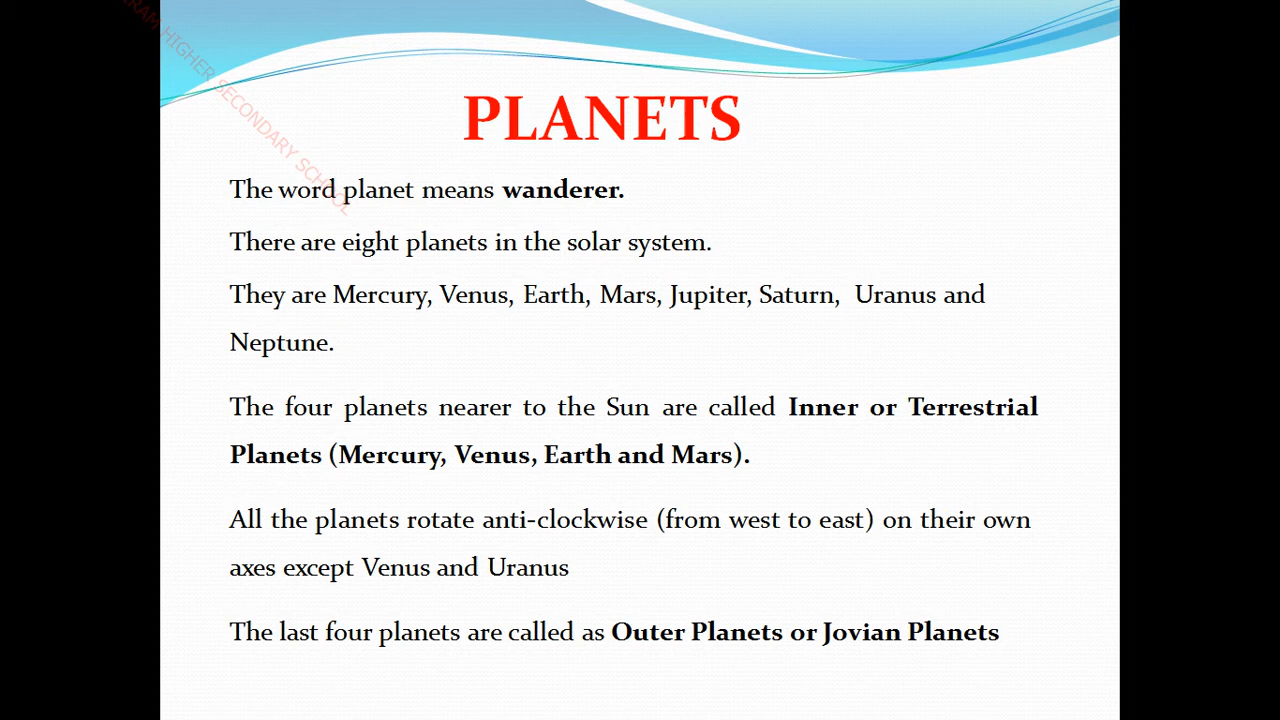 PLANETS
The word planet means wanderer.
There are eight planets in the solar system.
They are Mercury, Venus, Earth, Mars, Jupiter, Saturn, Uranus and
Neptune.
The four planets nearer to the Sun are called Inner or Terrestrial
Planets (Mercury, Venus, Earth and Mars).
All the planets rotate anti-clockwise (from west to east) on their own
axes except Venus and Uranus
The last four planets are called as Outer Planets or Jovian Planets
HIGHER SECONDARY SCHOOL